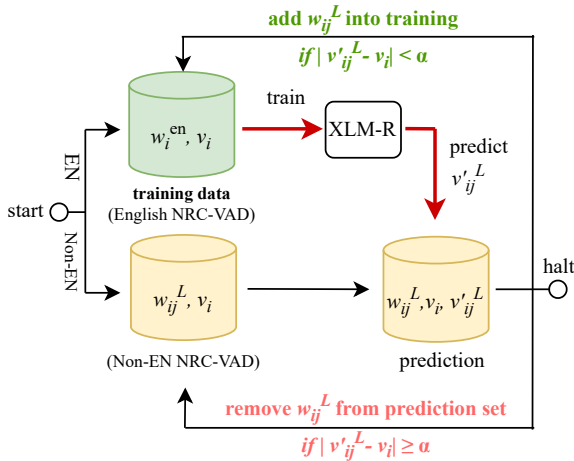 add w_ij^L into training
if | v'_ij^L - v_i | < α
train
w_i^en, v_i
XLM-R
predict
v'_ij^L
EN
training data
(English NRC-VAD)
start
Non-EN
halt
w_ij^L, v_i
w_ij^L, v_i, v'_ij^L
(Non-EN NRC-VAD)
prediction
remove w_ij^L from prediction set
if | v'_ij^L - v_i | ≥ α